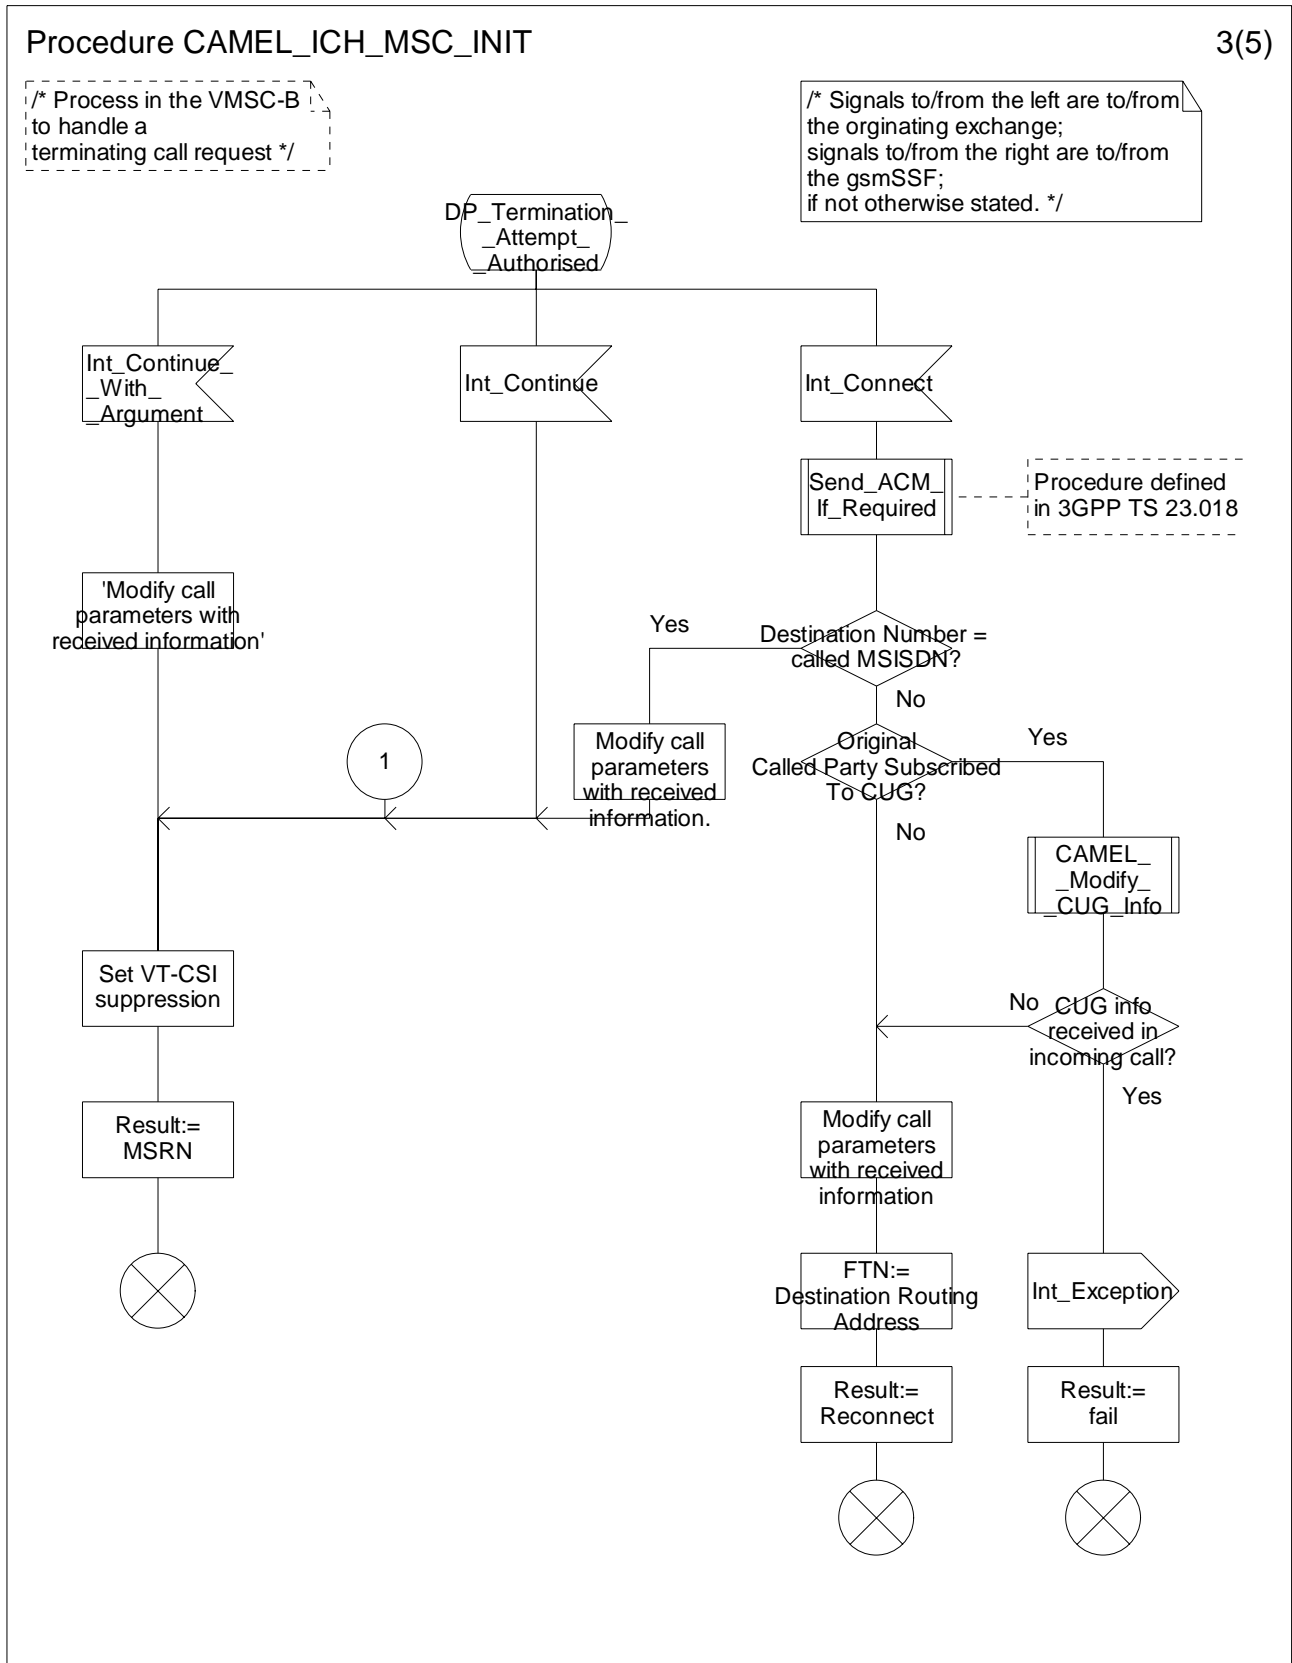 Procedure CAMEL_ICH_MSC_INIT
3(5)
/* Process in the VMSC-B
to handle a
terminating call request */
/* Signals to/from the left are to/from
the orginating exchange;
signals to/from the right are to/from
the gsmSSF;
if not otherwise stated. */
DP_Termination_
_Attempt_
_Authorised
Int_Continue_
_With_
_Argument
Int_Continue
Int_Connect
Send_ACM_
If_Required
Procedure defined
in 3GPP TS 23.018
'Modify call
parameters with
received information'
Yes
Destination Number =
called MSISDN?
No
1
Modify call
parameters
with received
information.
Original
Called Party Subscribed
To CUG?
Yes
No
CAMEL_
_Modify_
_CUG_Info
Set VT-CSI
suppression
No
CUG info
received in
incoming call?
Yes
Result:=
MSRN
Modify call
parameters
with received
information
FTN:=
Destination Routing
Address
Int_Exception
Result:=
Reconnect
Result:=
fail